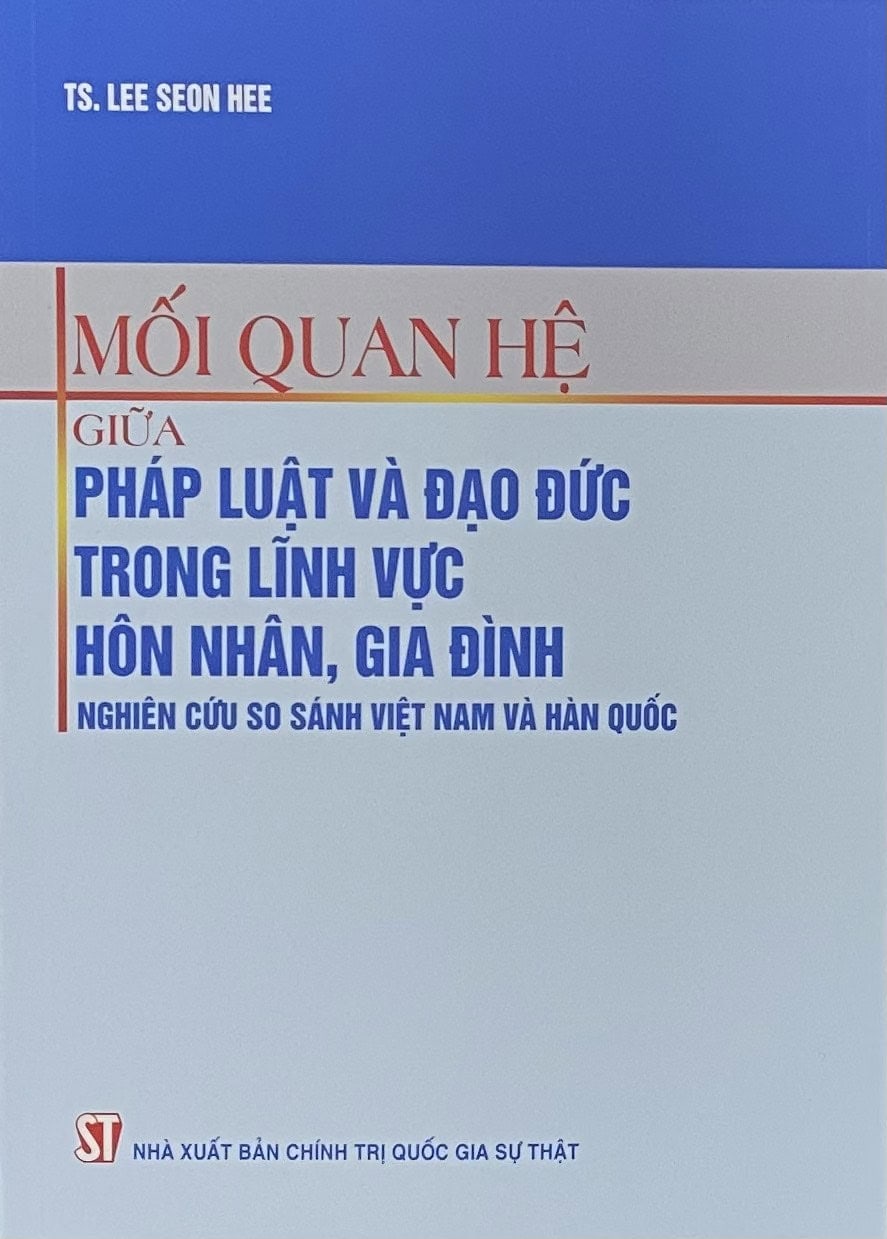 TS. LEE SEON HEE
MỐI QUAN HỆ
GIỮA
PHÁP LUẬT VÀ ĐẠO ĐỨC
TRONG LĨNH VỰC
HÔN NHÂN, GIA ĐÌNH
NGHIÊN CỨU SO SÁNH VIỆT NAM VÀ HÀN QUỐC
ST NHÀ XUẤT BẢN CHÍNH TRỊ QUỐC GIA SỰ THẬT